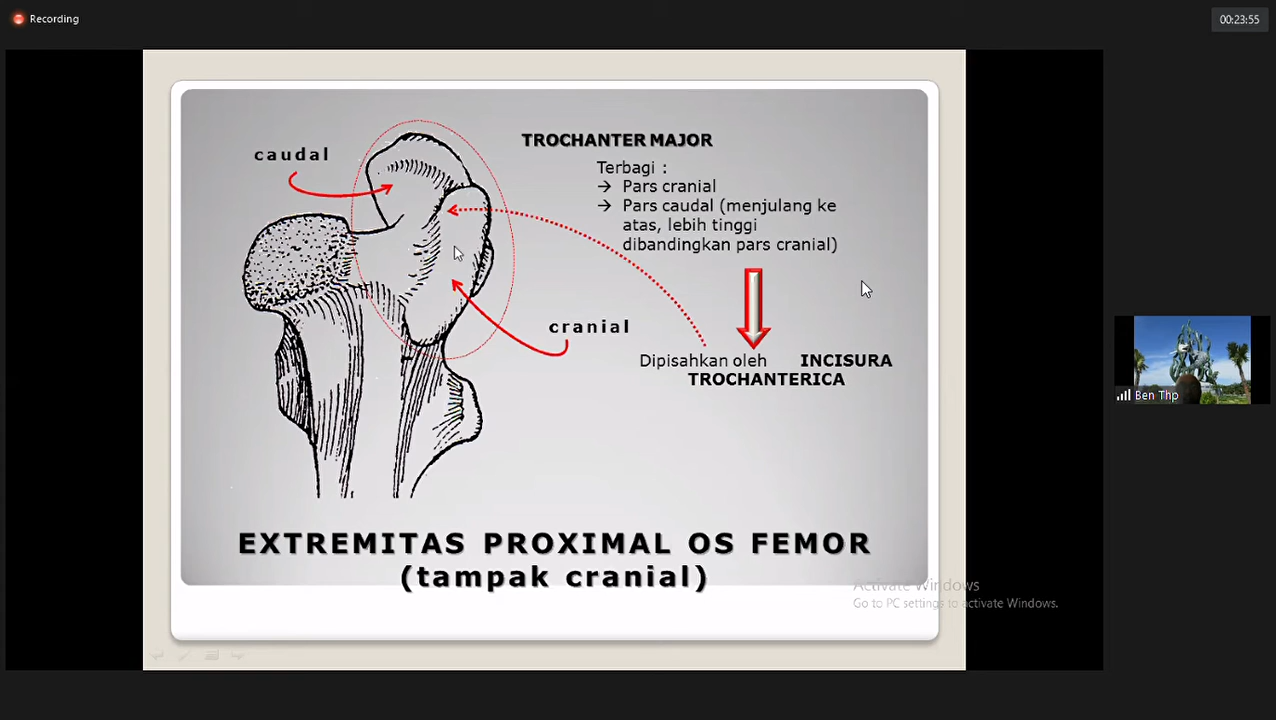 Recording
00:23:55
caudal
TROCHANTER MAJOR
Terbagi :
→ Pars cranial
→ Pars caudal (menjulang ke
atas, lebih tinggi
dibandingkan pars cranial)
cranial
Dipisahkan oleh INCISURA
TROCHANTERICA
EXTREMITAS PROXIMAL OS FEMOR
(tampak cranial)
Activate Windows
Go to PC settings to activate Windows.
Ben Thp